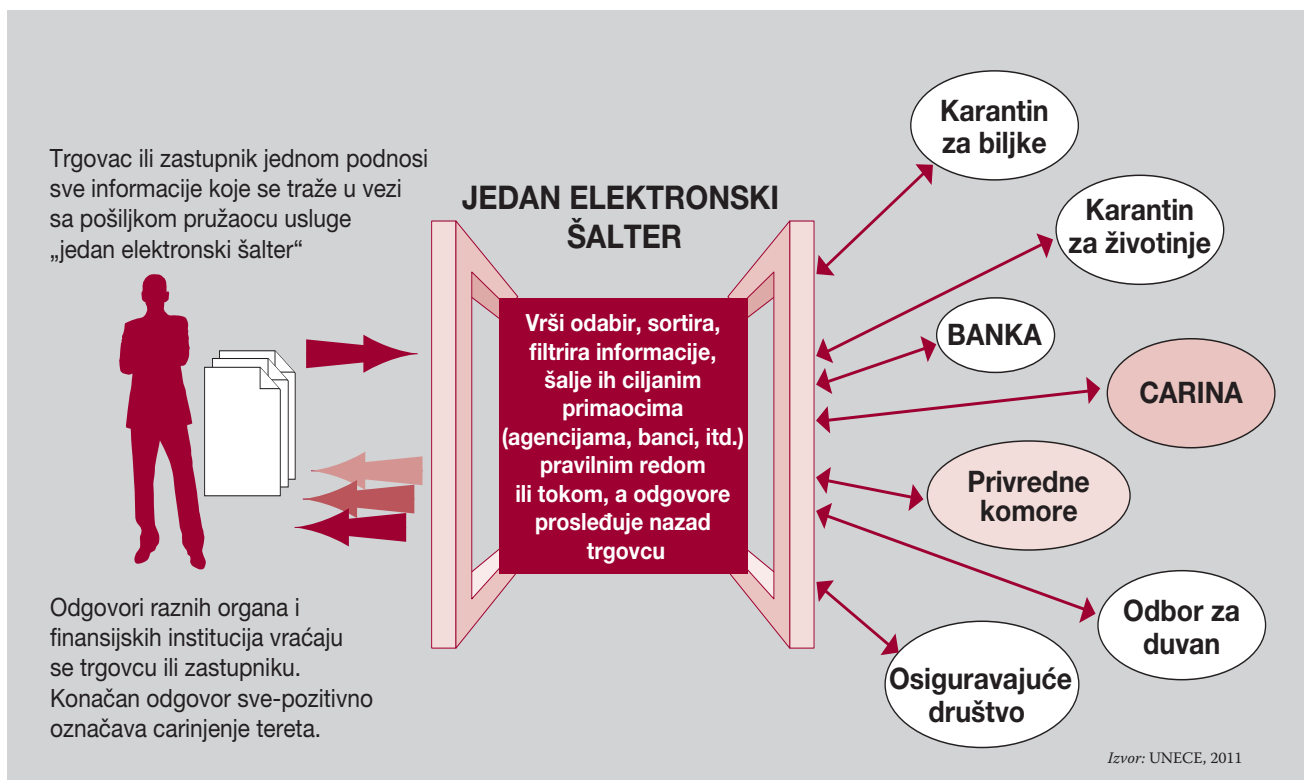 Trgovac ili zastupnik jednom podnosi
sve informacije koje se traže u vezi
sa pošiljkom pružaocu usluge
„jedan elektronski šalter“
JEDAN ELEKTRONSKI
ŠALTER
Vrši odabir, sortira,
filtrira informacije,
šalje ih ciljanim
primaocima
(agencijama, banci, itd.)
pravilnim redom
ili tokom, a odgovore
prosleđuje nazad
trgovcu
Karantin
za biljke
Karantin
za životinje
BANKA
CARINA
Privredne
komore
Odbor za
duvan
Osiguravajuće
društvo
Odgovori raznih organa i
finansijskih institucija vraćaju
se trgovcu ili zastupniku.
Konačan odgovor sve-pozitivno
označava carinjenje tereta.
Izvor: UNECE, 2011